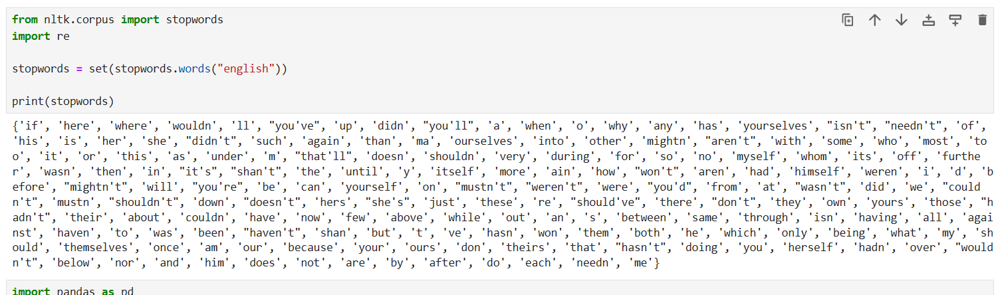 from nltk.corpus import stopwords
import re
stopwords = set(stopwords.words("english"))
print(stopwords)
{'if', 'here', 'where', 'wouldn', 'll', "you've", 'up', 'didn', "you'll", 'a', 'when', 'o', 'why', 'any', 'has', 'yourselves', "isn't", "needn't", 'of',
'his', 'is', 'her', 'she', "didn't", 'such', 'again', 'than', 'ma', 'ourselves', 'into', 'other', 'mightn', "aren't", 'with', 'some', 'who', 'most', 'to
o', 'it', 'or', 'this', 'as', 'under', 'm', "that'll", 'doesn', 'shouldn', 'very', 'during', 'for', 'so', 'no', 'myself', 'whom', 'its', 'off', 'furthe
r', 'wasn', 'then', 'in', "it's", "shan't", 'the', 'until', 'y', 'itself', 'more', 'ain', 'how', "won't", 'aren', 'had', 'himself', 'weren', 'i', 'd', 'b
efore', "mightn't", 'will', "you're", 'be', 'can', 'yourself', 'on', "mustn't", "weren't", 'were', "you'd", 'from', 'at', "wasn't", 'did', 'we', "could
n't", 'mustn', "shouldn't", 'down', "doesn't", 'hers', "she's", 'just', 'these', 're', "should've", 'there', "don't", 'they', 'own', 'yours', 'those', "h
adn't", 'their', 'about', 'couldn', 'have', 'now', 'few', 'above', 'while', 'out', 'an', 's', 'between', 'same', 'through', 'isn', 'having', 'all', 'agai
nst', 'haven', 'to', 'was', 'been', "haven't", 'shan', 'but', 't', 've', 'hasn', 'won', 'them', 'both', 'he', 'which', 'only', 'being', 'what', 'my', 'sh
ould', 'themselves', 'once', 'am', 'our', 'because', 'your', 'ours', 'don', 'theirs', 'that', "hasn't", 'doing', 'you', 'herself', 'hadn', 'over', "would
n't", 'below', 'nor', 'and', 'him', 'does', 'not', 'are', 'by', 'after', 'do', 'each', 'needn', 'me'}
import pandas as pd